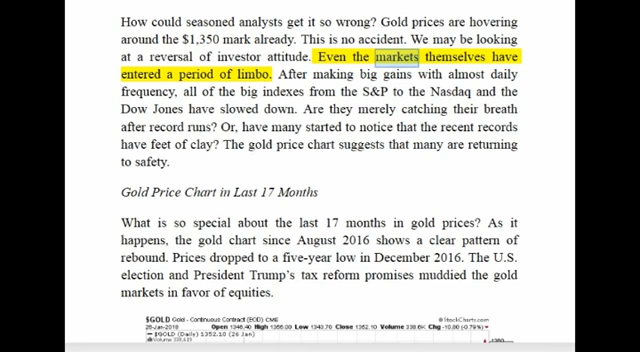 How could seasoned analysts get it so wrong? Gold prices are hovering
around the $1,350 mark already. This is no accident. We may be looking
at a reversal of investor attitude. Even the markets themselves have
entered a period of limbo. After making big gains with almost daily
frequency, all of the big indexes from the S&P to the Nasdaq and the
Dow Jones have slowed down. Are they merely catching their breath
after record runs? Or, have many started to notice that the recent records
have feet of clay? The gold price chart suggests that many are returning
to safety.
Gold Price Chart in Last 17 Months
What is so special about the last 17 months in gold prices? As it
happens, the gold chart since August 2016 shows a clear pattern of
rebound. Prices dropped to a five-year low in December 2016. The U.S.
election and President Trump's tax reform promises muddied the gold
markets in favor of equities.
$GOLD Gold - Continuous Contract (EOD) CME © StockCharts.com
26-Jan-2018 Open 1348.40 High 1356.00 Low 1343.70 Close 1352.10 Volume 338.6K Chg -10.80 (-0.79%)
$GOLD (Daily) 1352.10 (26 Jan)